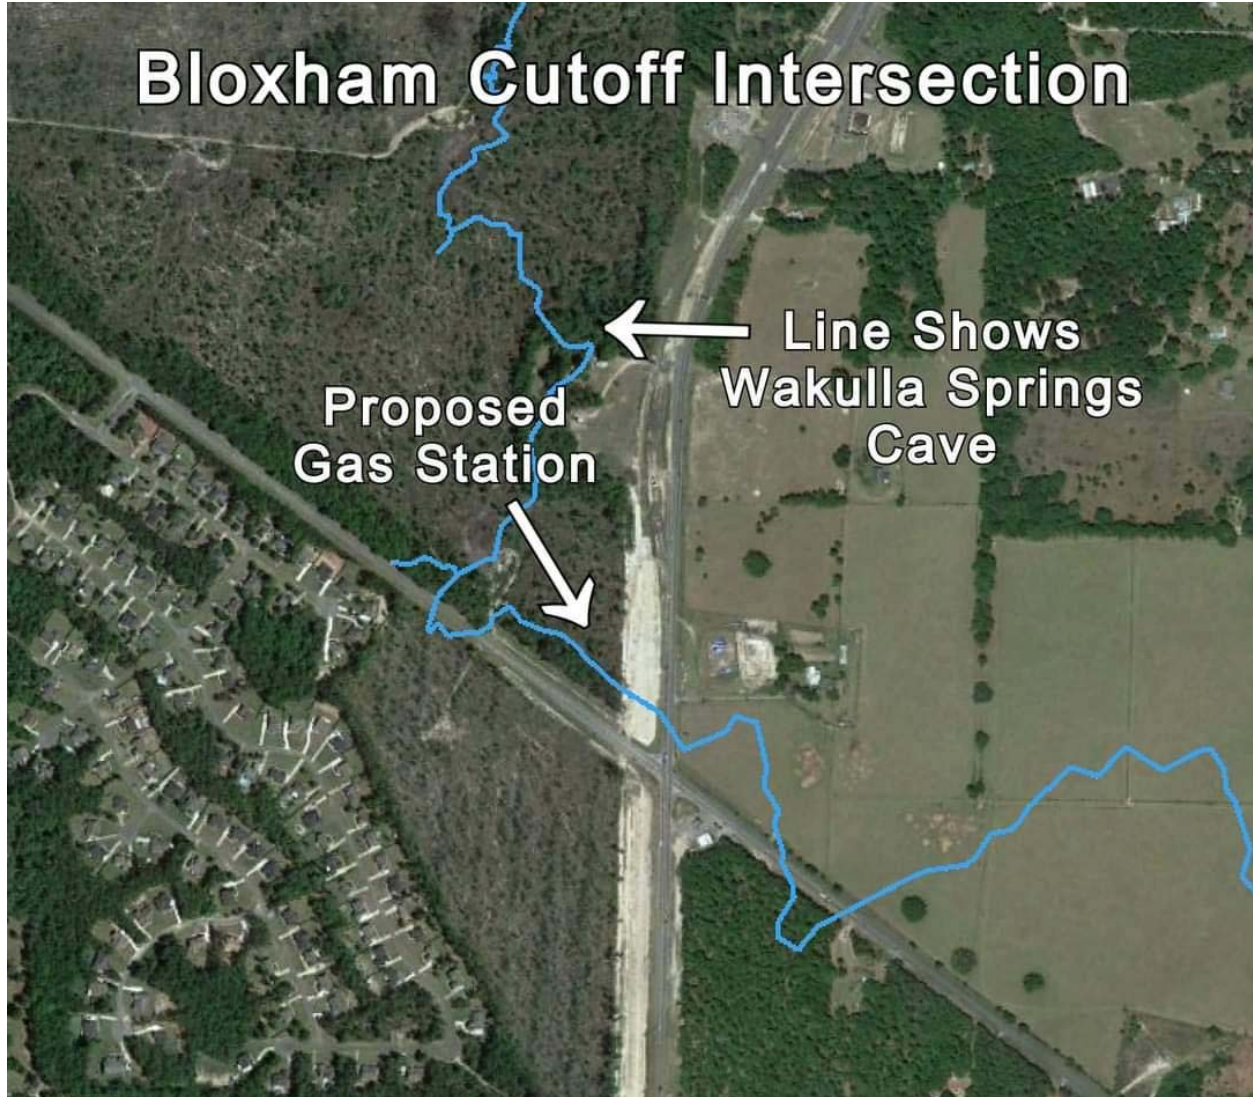 Bloxham Cutoff Intersection
Line Shows
Wakulla Springs
Cave
Proposed
Gas Station